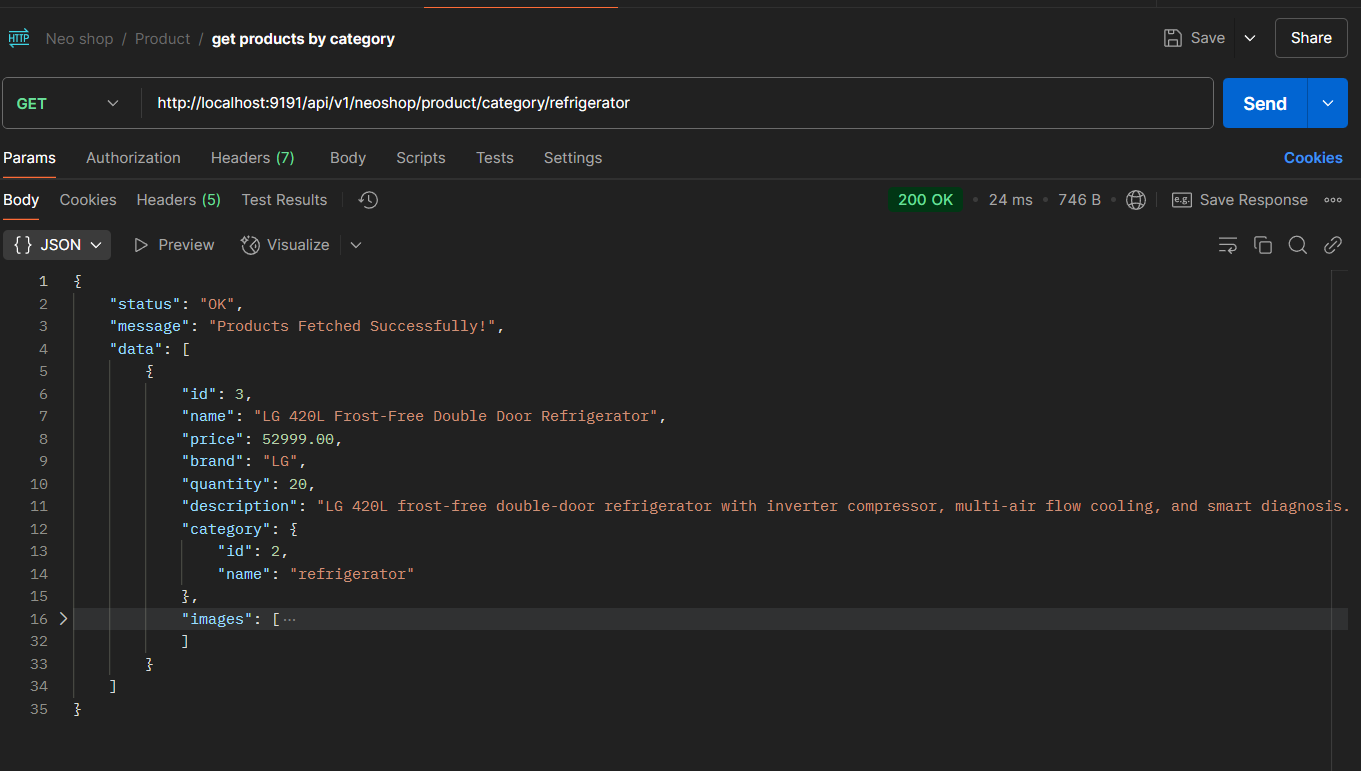 HTTP Neo shop / Product / get products by category Save Share
GET http://localhost:9191/api/v1/neoshop/product/category/refrigerator Send
Params Authorization Headers (7) Body Scripts Tests Settings Cookies
Body Cookies Headers (5) Test Results 200 OK • 24 ms • 746 B • e.g. Save Response
{} JSON Preview Visualize
1 {
2 "status": "OK",
3 "message": "Products Fetched Successfully!",
4 "data": [
5 {
6 "id": 3,
7 "name": "LG 420L Frost-Free Double Door Refrigerator",
8 "price": 52999.00,
9 "brand": "LG",
10 "quantity": 20,
11 "description": "LG 420L frost-free double-door refrigerator with inverter compressor, multi-air flow cooling, and smart diagnosis.
12 "category": {
13 "id": 2,
14 "name": "refrigerator"
15 },
16 "images": [ ...
32 ]
33 }
34 ]
35 }